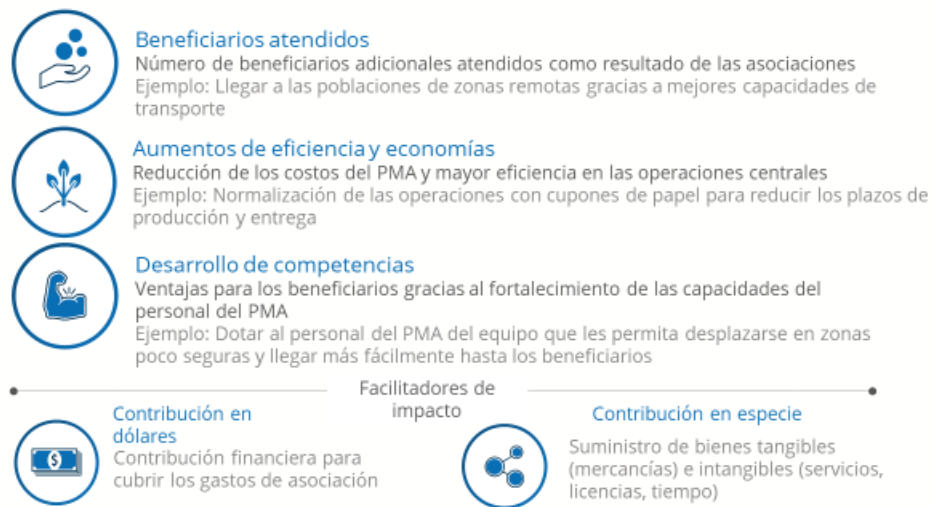 Beneficiarios atendidos
Número de beneficiarios adicionales atendidos como resultado de las asociaciones
Ejemplo: Llegar a las poblaciones de zonas remotas gracias a mejores capacidades de
transporte
Aumentos de eficiencia y economías
Reducción de los costos del PMA y mayor eficiencia en las operaciones centrales
Ejemplo: Normalización de las operaciones con cupones de papel para reducir los plazos de
producción y entrega
Desarrollo de competencias
Ventajas para los beneficiarios gracias al fortalecimiento de las capacidades del
personal del PMA
Ejemplo: Dotar al personal del PMA del equipo que les permita desplazarse en zonas
poco seguras y llegar más fácilmente hasta los beneficiarios
Facilitadores de
impacto
Contribución en
dólares
$
Contribución financiera para
cubrir los gastos de asociación
Contribución en especie
Suministro de bienes tangibles
(mercancías) e intangibles (servicios,
licencias, tiempo)